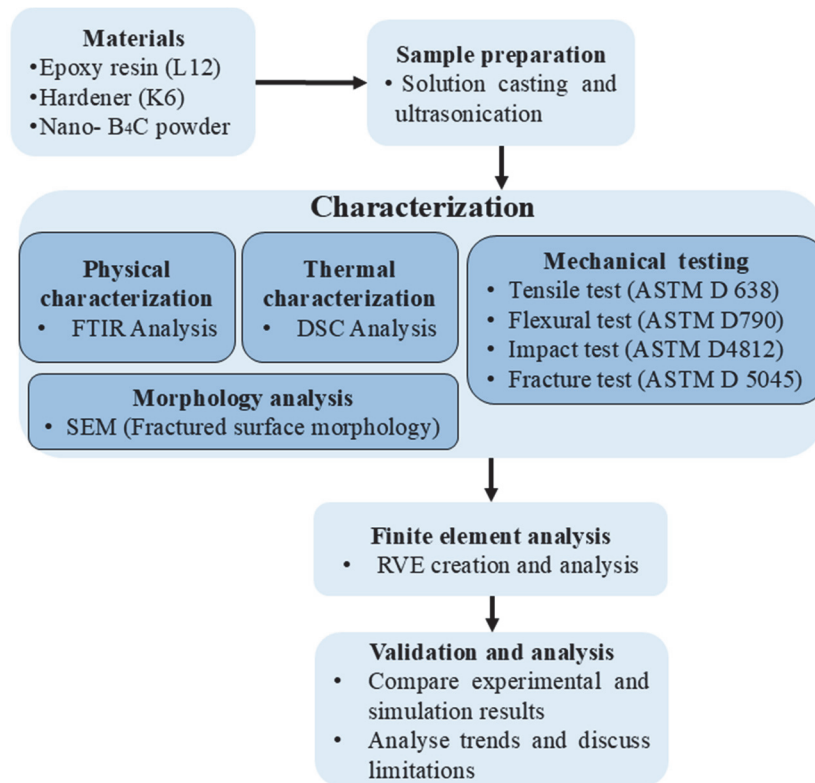 Materials
•Epoxy resin (L12)
•Hardener (K6)
•Nano- B₄C powder
Sample preparation
• Solution casting and
ultrasonication
Characterization
Physical
characterization
• FTIR Analysis
Thermal
characterization
• DSC Analysis
Mechanical testing
• Tensile test (ASTM D 638)
• Flexural test (ASTM D790)
• Impact test (ASTM D4812)
• Fracture test (ASTM D 5045)
Morphology analysis
• SEM (Fractured surface morphology)
Finite element analysis
• RVE creation and analysis
Validation and analysis
• Compare experimental and
simulation results
• Analyse trends and discuss
limitations